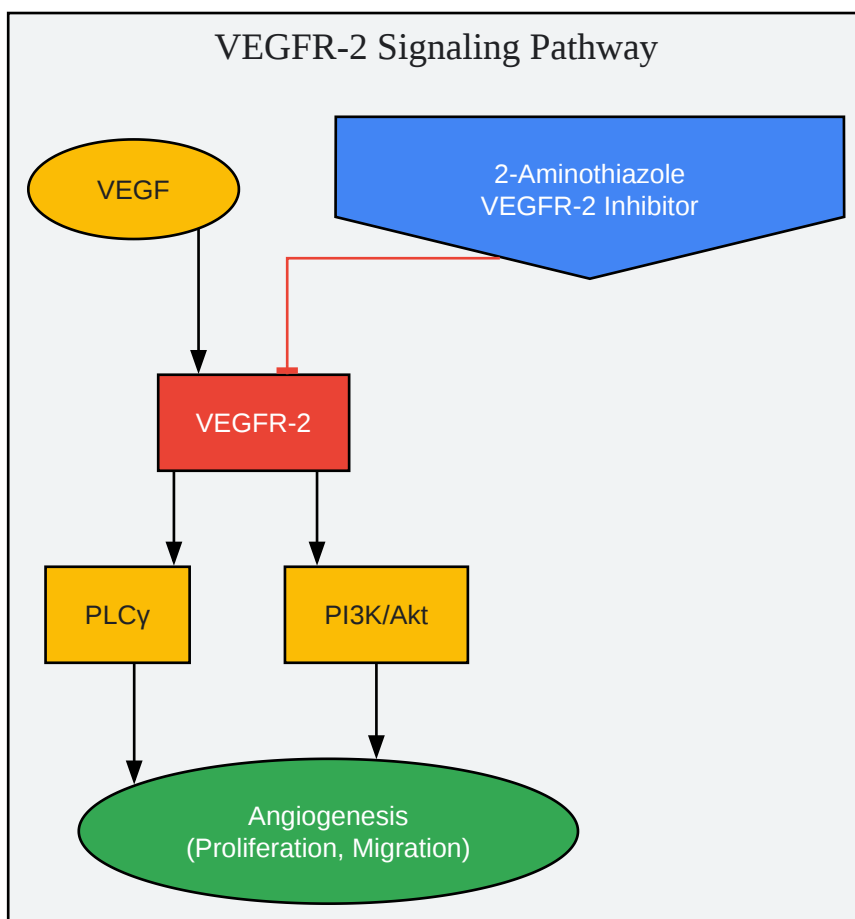 VEGFR-2 Signaling Pathway
VEGF
2-Aminothiazole
VEGFR-2 Inhibitor
VEGFR-2
PLCγ
PI3K/Akt
Angiogenesis
(Proliferation, Migration)